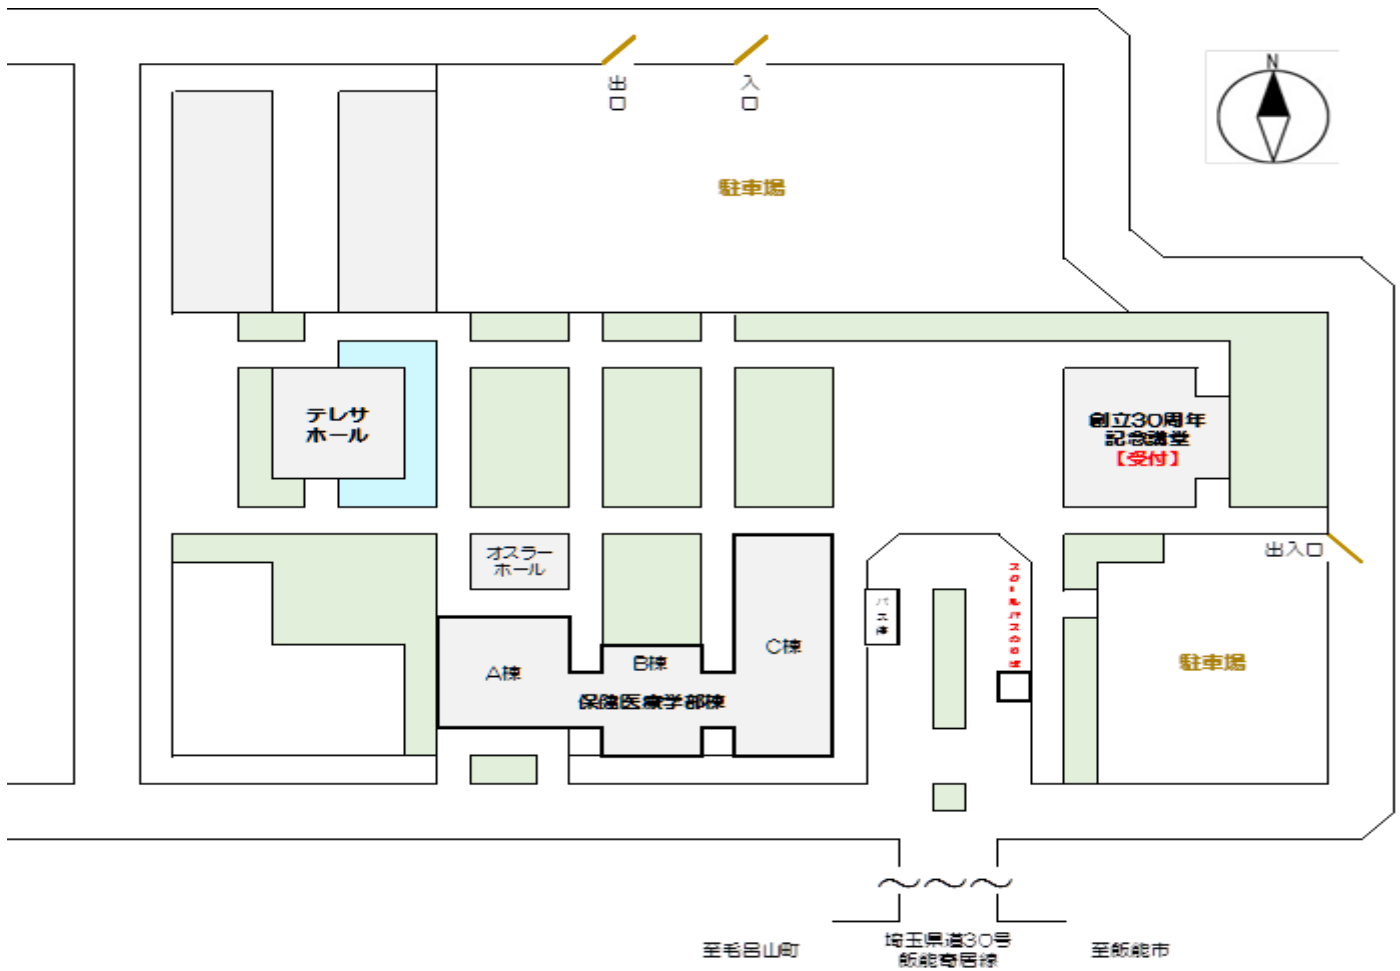 N
出口
入口
駐車場
テレサ
ホール
創立30周年
記念講堂
【受付】
オスラー
ホール
出入口
バス停
A棟
B棟
C棟
保健医療学部棟
駐車場
至毛呂山町
埼玉県道30号
飯能寄居線
至飯能市